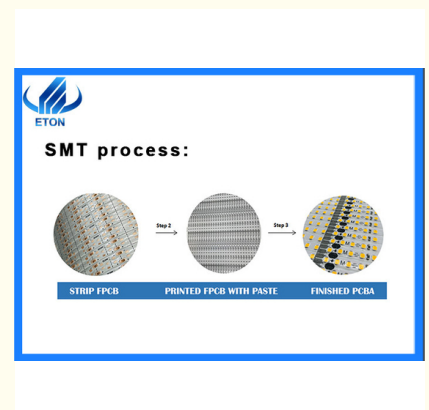 ETON
SMT process:
Step 2
Step 3
STRIP FPCB
PRINTED FPCB WITH PASTE
FINISHED PCBA